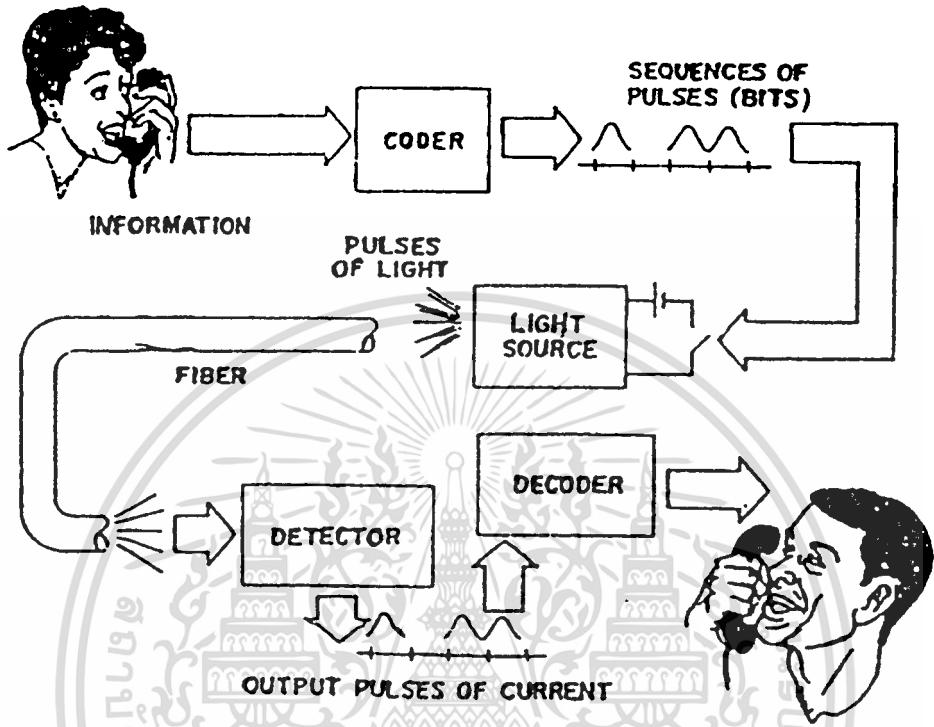 SEQUENCES OF
PULSES (BITS)
CODER
INFORMATION
PULSES
OF LIGHT
LIGHT
SOURCE
FIBER
DECODER
DETECTOR
OUTPUT PULSES OF CURRENT